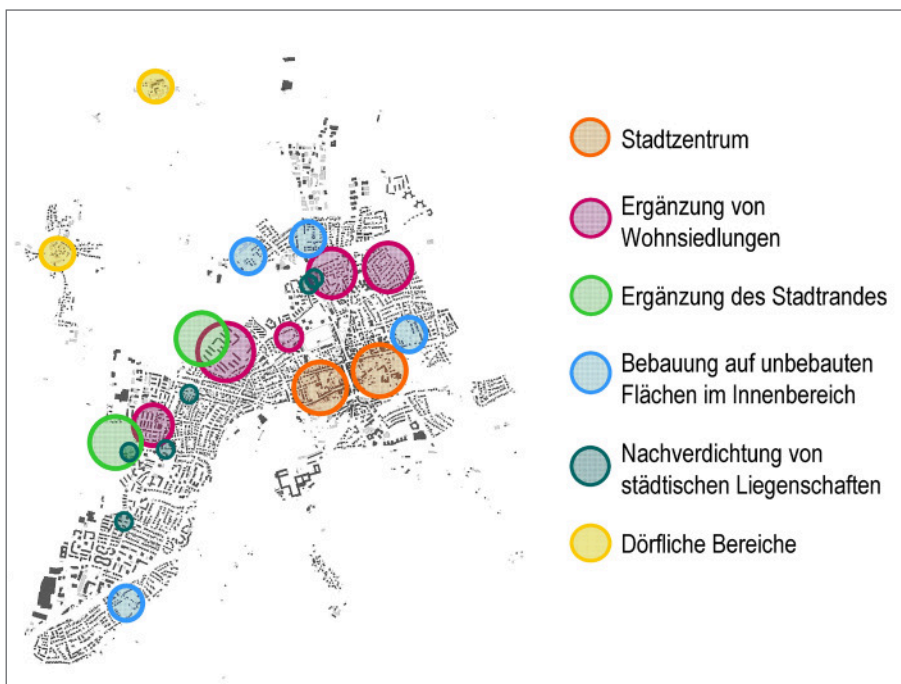 Stadtzentrum
Ergänzung von
Wohnsiedlungen
Ergänzung des Stadtrandes
Bebauung auf unbebauten
Flächen im Innenbereich
Nachverdichtung von
städtischen Liegenschaften
Dörfliche Bereiche